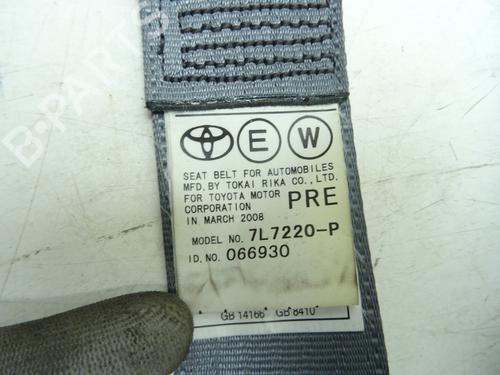 B-PARTS
E W
SEAT BELT FOR AUTOMOBILES
MFD. BY TOKAI RIKA CO., LTD.
FOR TOYOTA MOTOR
CORPORATION PRE
IN MARCH 2008
MODEL NO. 7L7220-P
I.D. NO. 066930
GB 14166 GB 8410